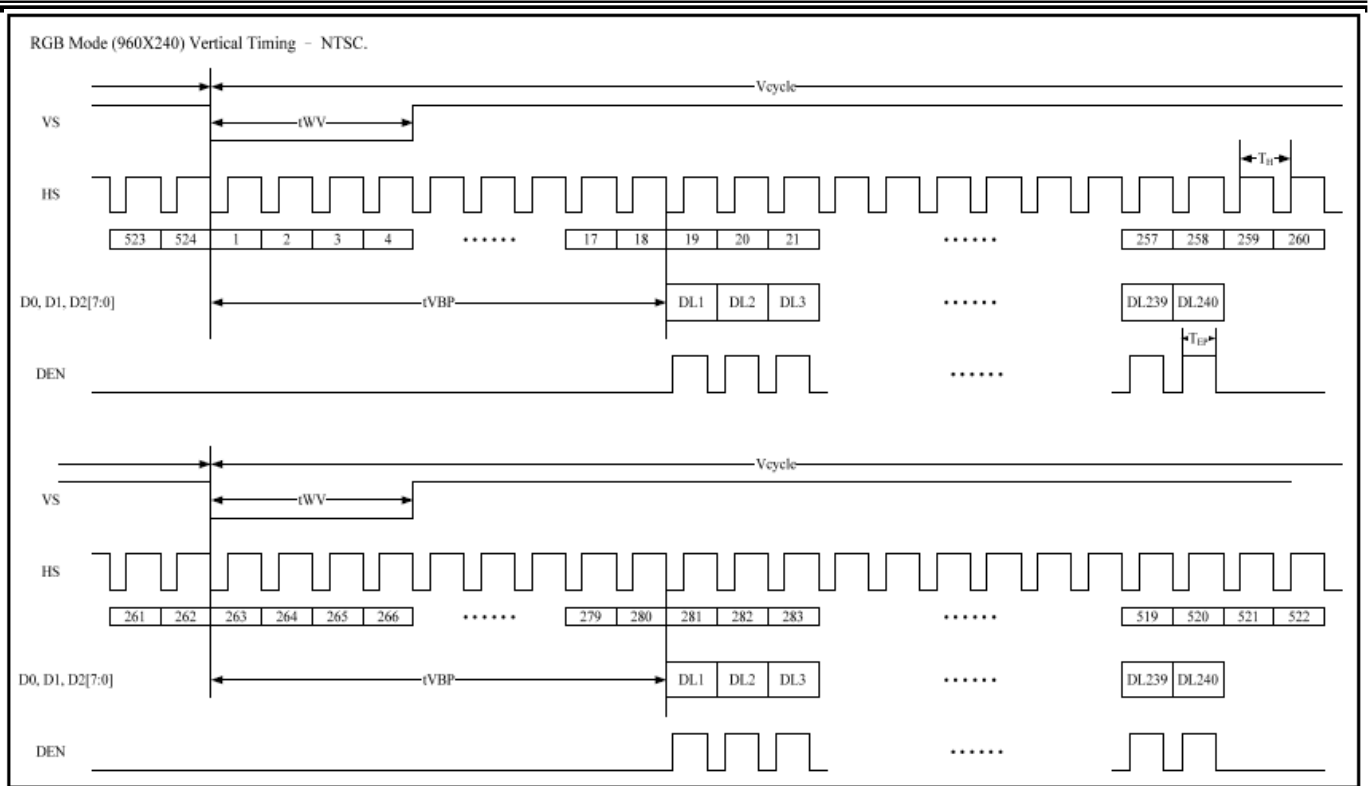 RGB Mode (960X240) Vertical Timing – NTSC.
Vcycle
VS
tWV
T_H
HS
523 524 1 2 3 4 ...... 17 18 19 20 21 ...... 257 258 259 260
D0, D1, D2[7:0]
tVBP
DL1 DL2 DL3 ...... DL239 DL240
T_EP
DEN
......
Vcycle
VS
tWV
HS
261 262 263 264 265 266 ...... 279 280 281 282 283 ...... 519 520 521 522
D0, D1, D2[7:0]
tVBP
DL1 DL2 DL3 ...... DL239 DL240
DEN
......